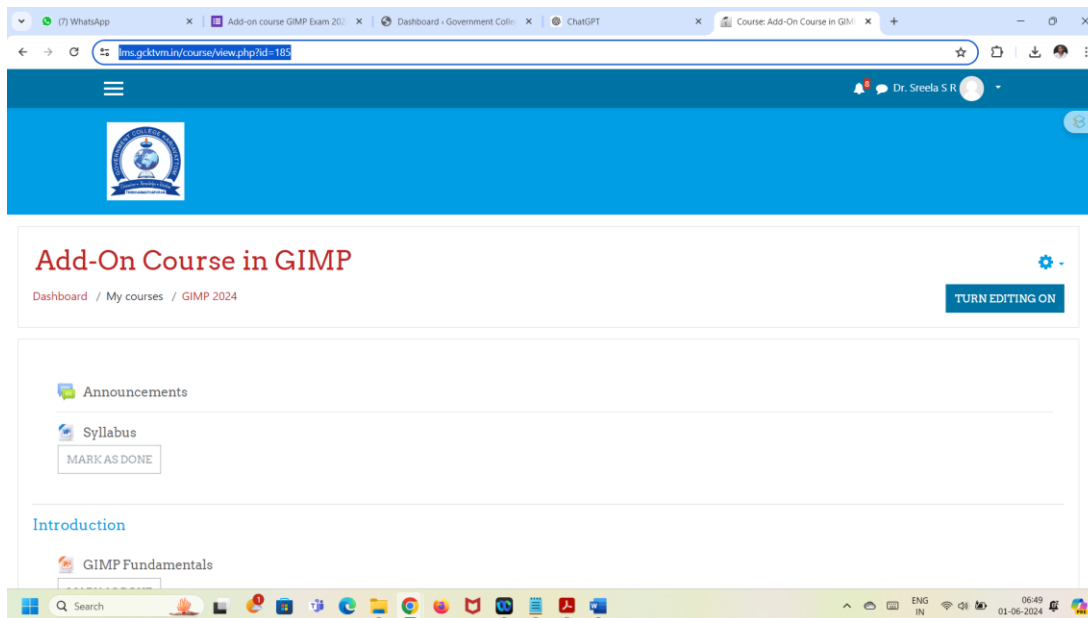 (7) WhatsApp
Add-on course GIMP Exam 202
Dashboard ‹ Government Colle
ChatGPT
Course: Add-On Course in GIM
lms.gcktvm.in/course/view.php?id=185
8 Dr. Sreela S R
Add-On Course in GIMP
Dashboard / My courses / GIMP 2024
TURN EDITING ON
Announcements
Syllabus
MARK AS DONE
Introduction
GIMP Fundamentals
Search
ENG
IN
06:49
01-06-2024